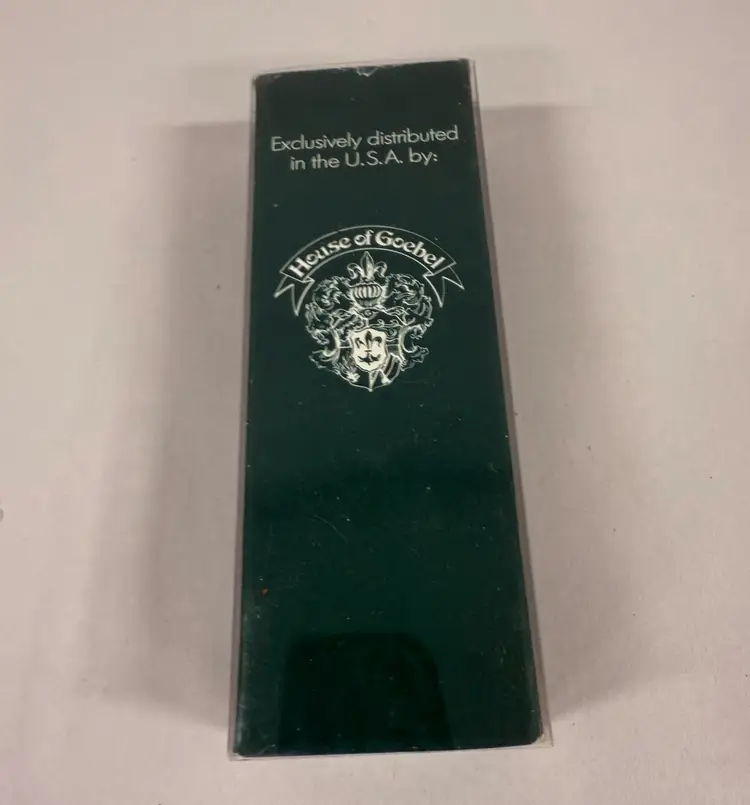 Exclusively distributed
in the U.S.A. by:
House of Goebel